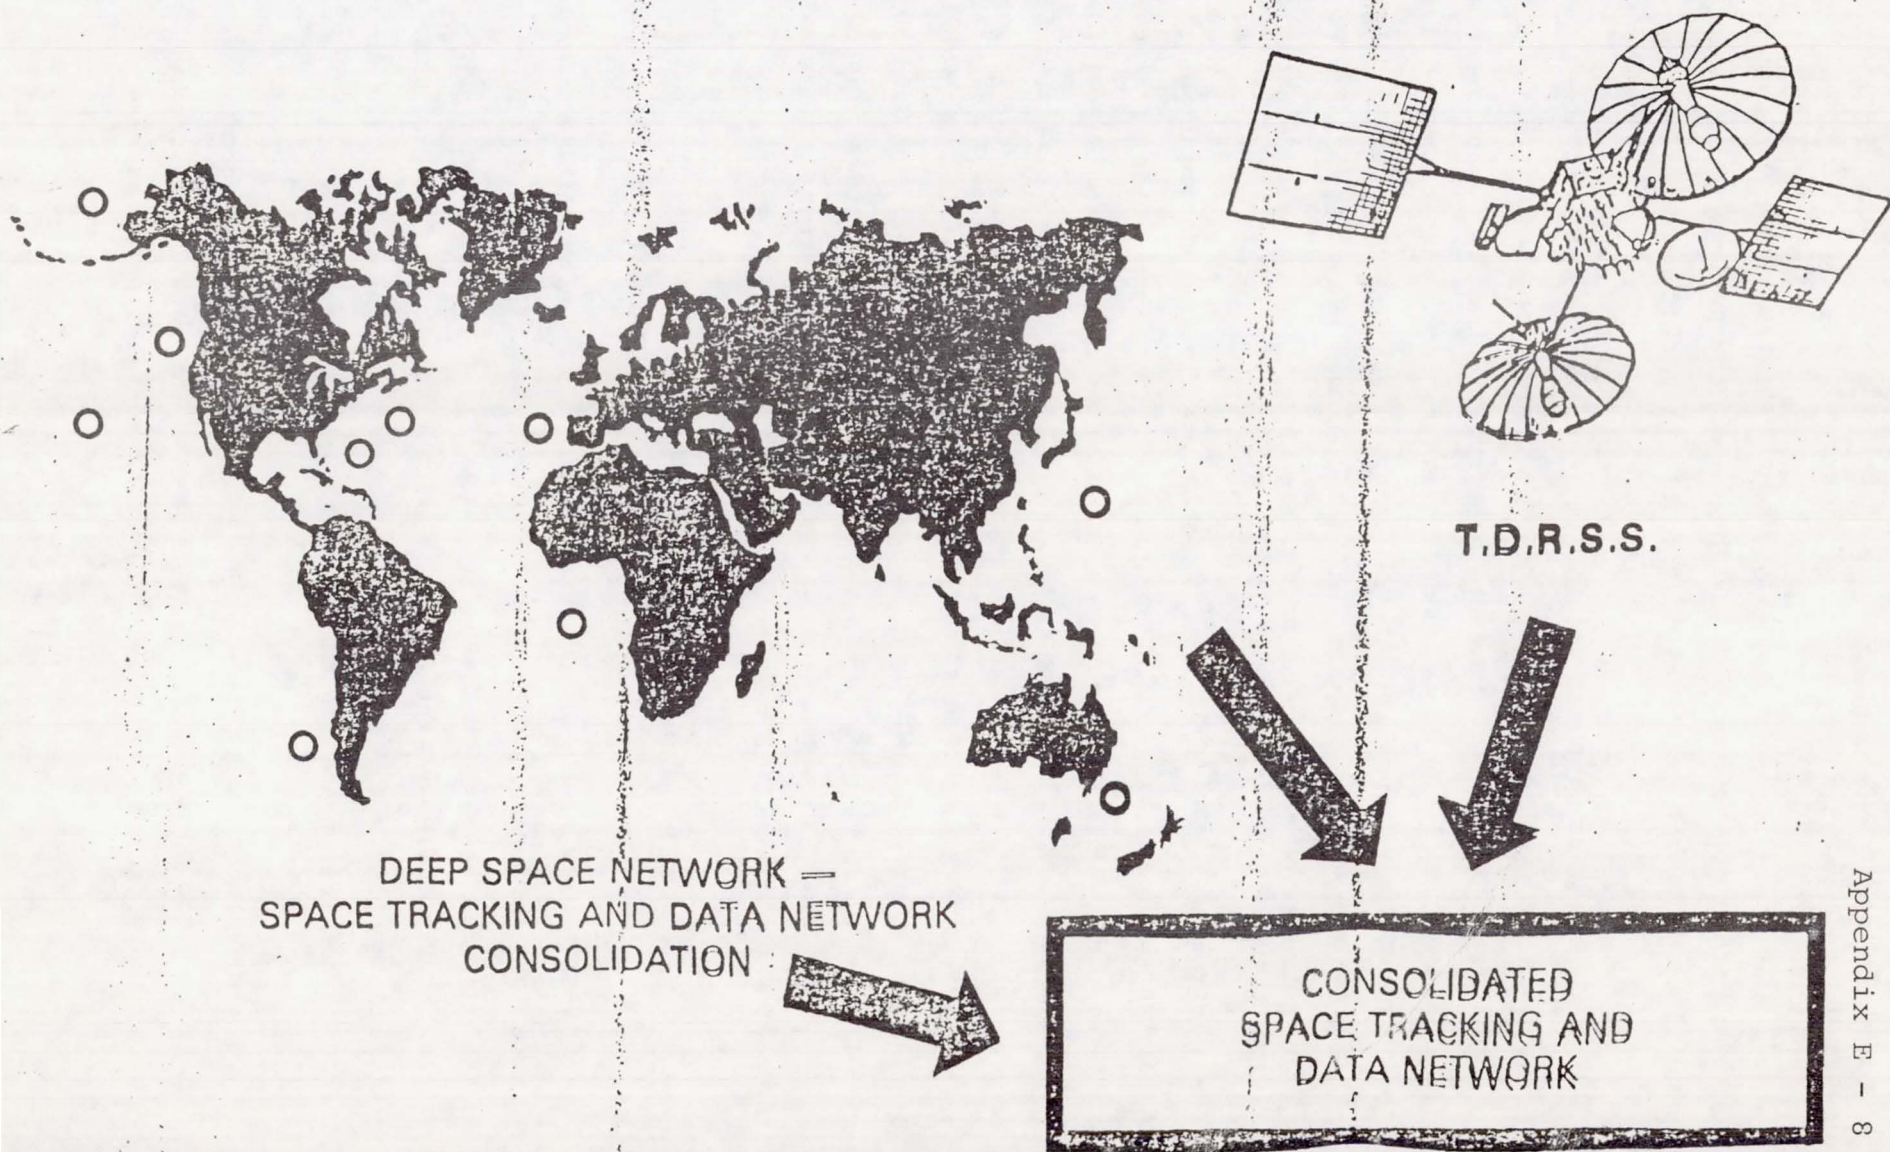 T.D.R.S.S.
DEEP SPACE NETWORK —
SPACE TRACKING AND DATA NETWORK
CONSOLIDATION
CONSOLIDATED
SPACE TRACKING AND
DATA NETWORK
Appendix E - 8